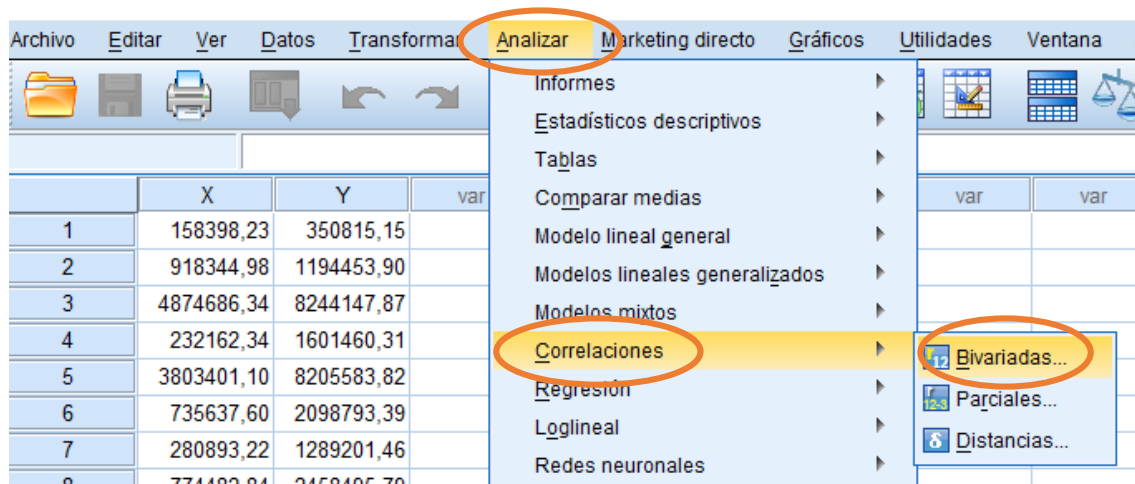 Archivo Editar Ver Datos Transformar Analizar Marketing directo Gráficos Utilidades Ventana
Informes
Estadísticos descriptivos
Tablas
Comparar medias
Modelo lineal general
Modelos lineales generalizados
Modelos mixtos
Correlaciones
Regresión
Loglineal
Redes neuronales
Bivariadas...
Parciales...
Distancias...
X Y var var var
1 158398,23 350815,15
2 918344,98 1194453,90
3 4874686,34 8244147,87
4 232162,34 1601460,31
5 3803401,10 8205583,82
6 735637,60 2098793,39
7 280893,22 1289201,46